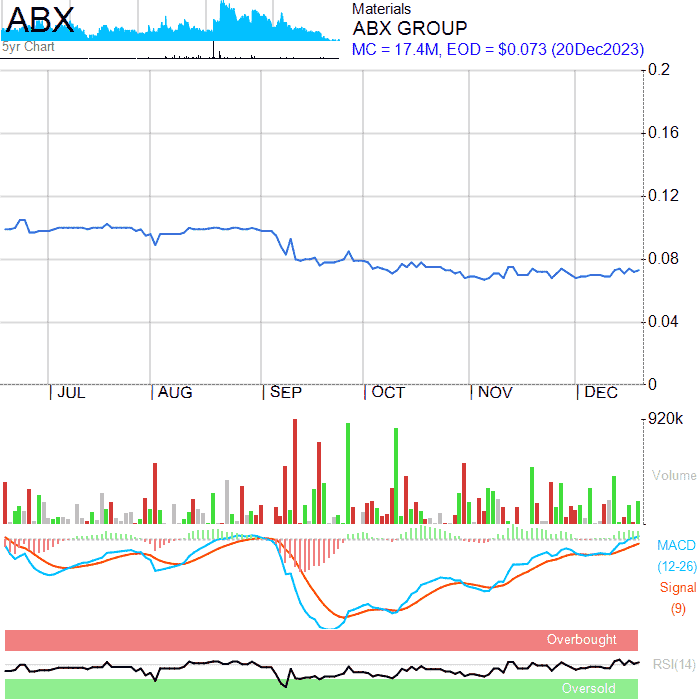 ABX
5yr Chart
Materials
ABX GROUP
MC = 17.4M, EOD = $0.073 (20Dec2023)
0.2
0.16
0.12
0.08
0.04
0
JUL AUG SEP OCT NOV DEC
920k
Volume
MACD
(12-26)
Signal
(9)
Overbought
RSI(14)
Oversold